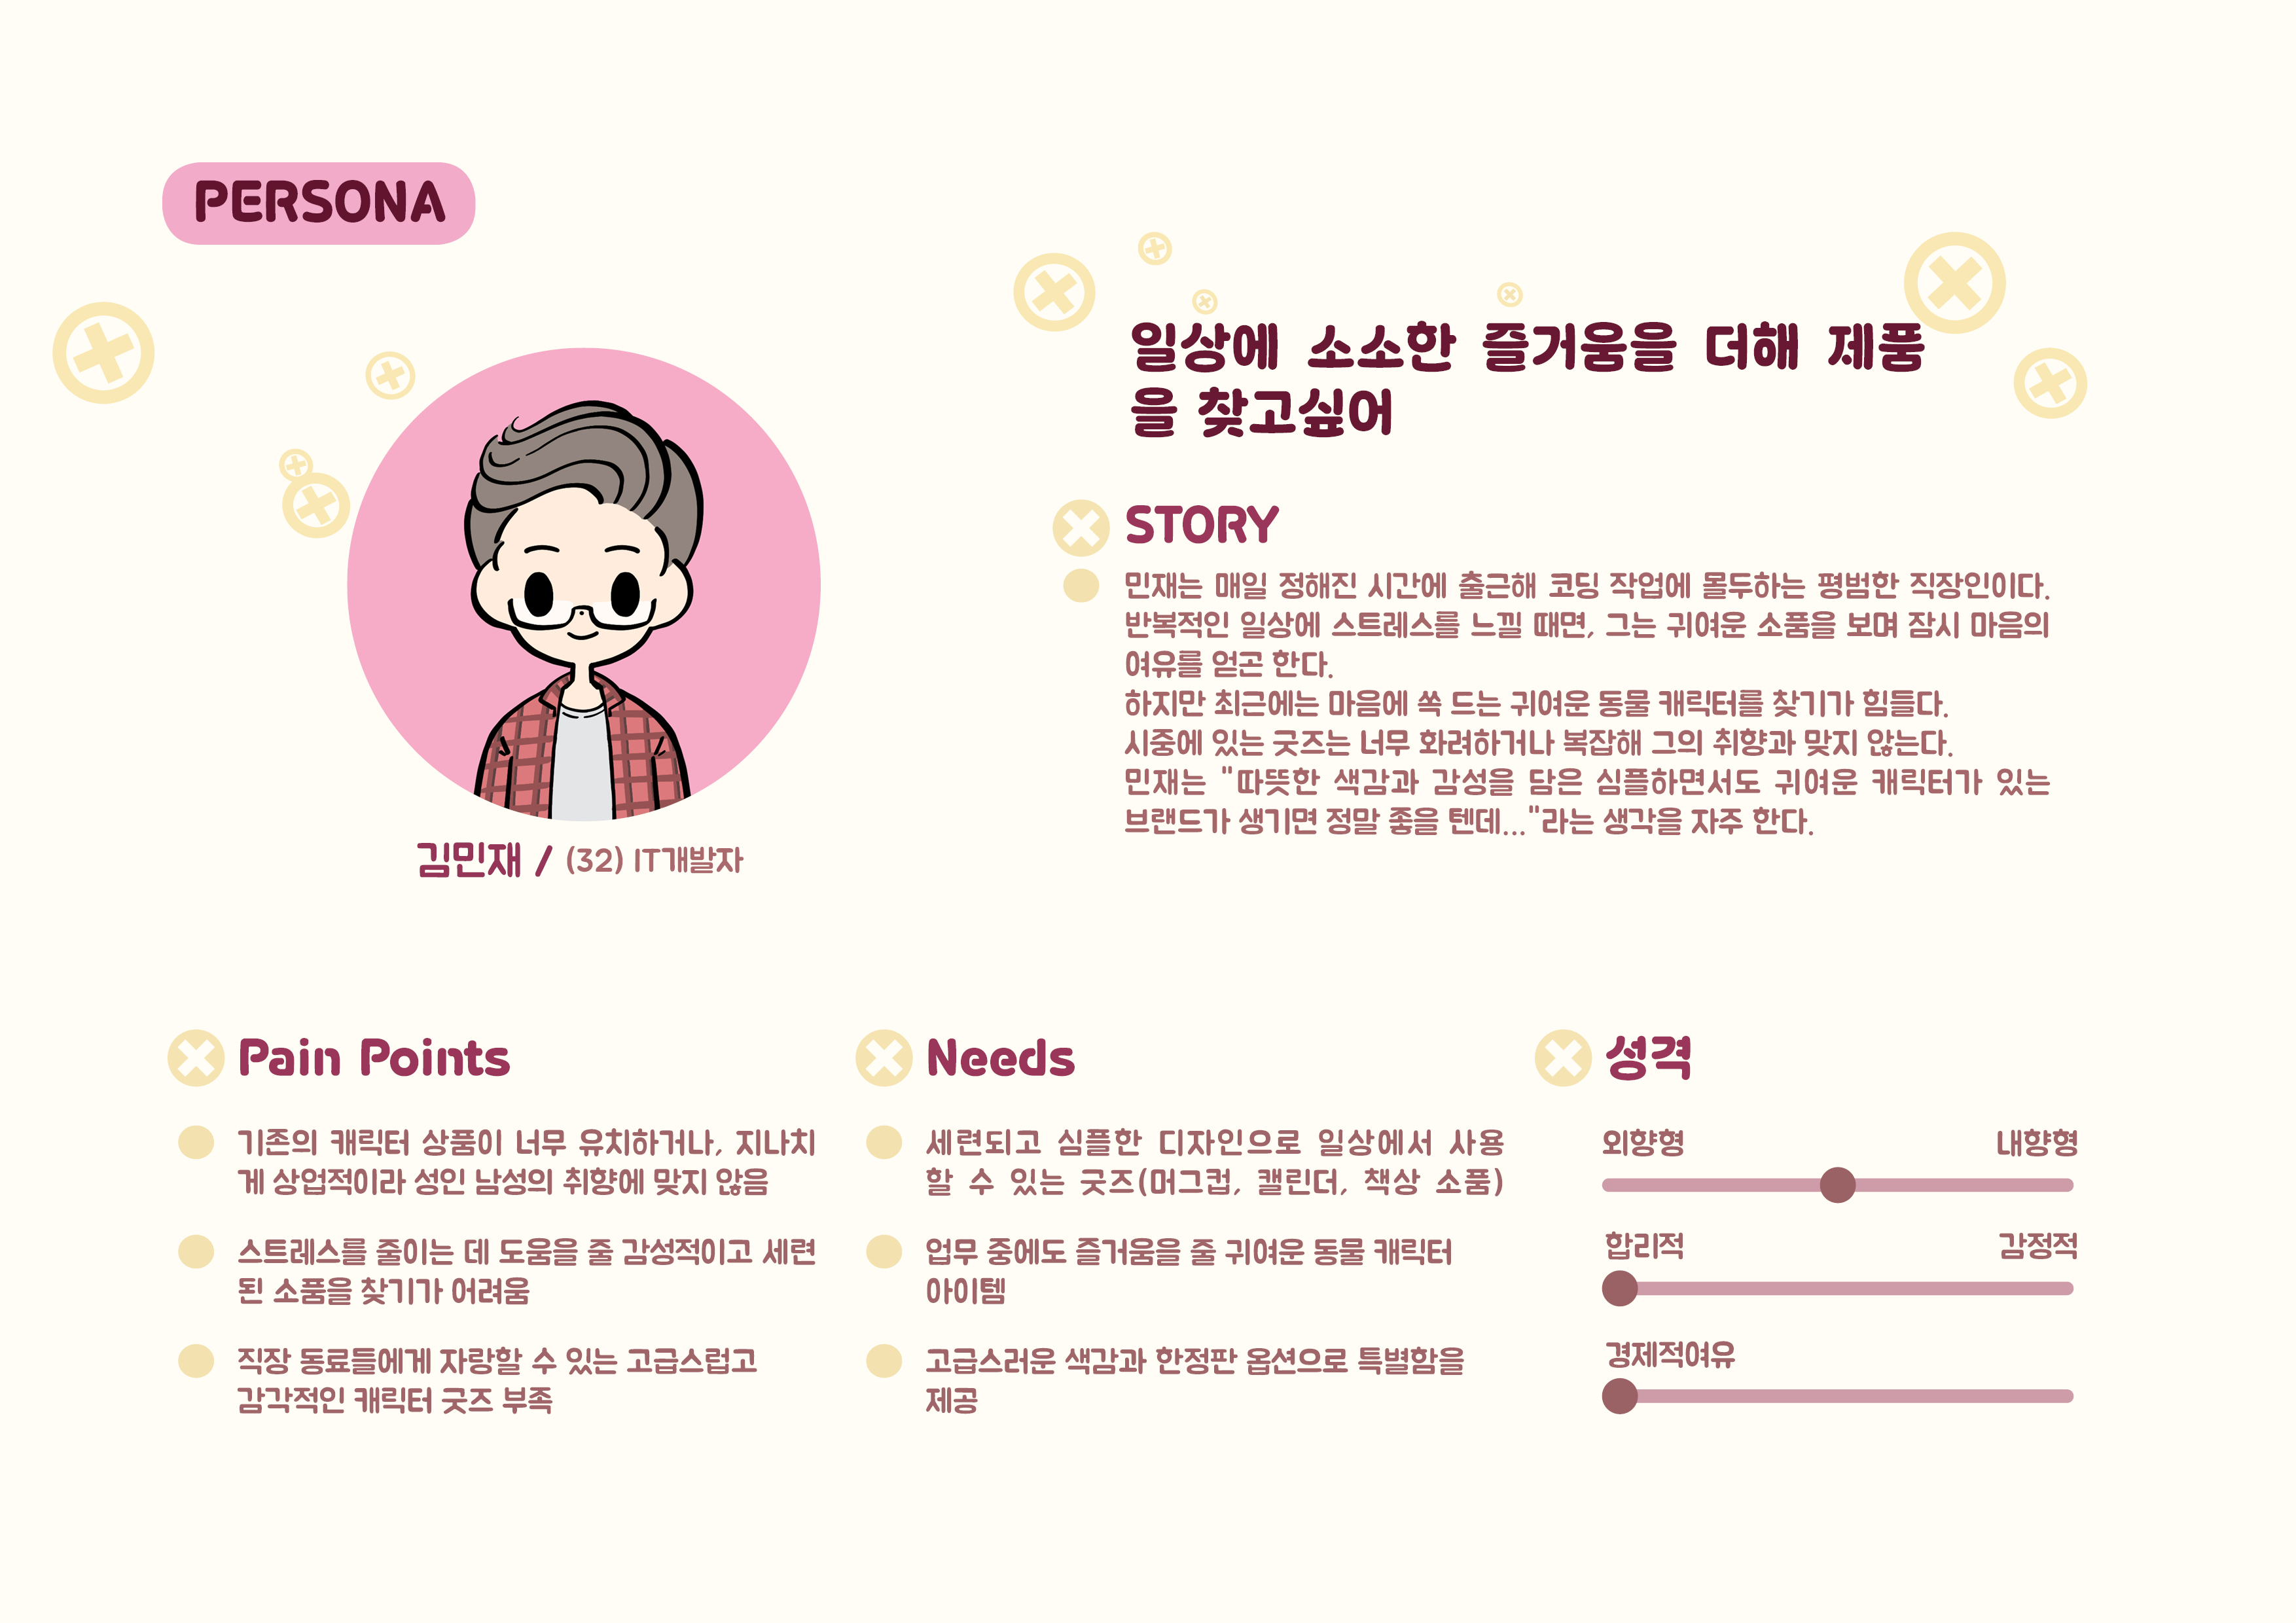 PERSONA
일상에 소소한 즐거움을 더해 제품
을 찾고싶어
STORY
민재는 매일 정해진 시간에 출근해 코딩 작업에 몰두하는 평범한 직장인이다.
반복적인 일상에 스트레스를 느낄 때면, 그는 귀여운 소품을 보며 잠시 마음의
여유를 얻곤 한다.
하지만 최근에는 마음에 쏙 드는 귀여운 동물 캐릭터를 찾기가 힘들다.
시중에 있는 굿즈는 너무 화려하거나 복잡해 그의 취향과 맞지 않는다.
민재는 "따뜻한 색감과 감성을 담은 심플하면서도 귀여운 캐릭터가 있는
브랜드가 생기면 정말 좋을 텐데..."라는 생각을 자주 한다.
김민재 / (32) IT개발자
Pain Points
기존의 캐릭터 상품이 너무 유치하거나, 지나치
게 상업적이라 성인 남성의 취향에 맞지 않음
스트레스를 줄이는 데 도움을 줄 감성적이고 세련
된 소품을 찾기가 어려움
직장 동료들에게 자랑할 수 있는 고급스럽고
감각적인 캐릭터 굿즈 부족
Needs
세련되고 심플한 디자인으로 일상에서 사용
할 수 있는 굿즈(머그컵, 캘린더, 책상 소품)
업무 중에도 즐거움을 줄 귀여운 동물 캐릭터
아이템
고급스러운 색감과 한정판 옵션으로 특별함을
제공
성격
외향형 내향형
합리적 감정적
경제적여유